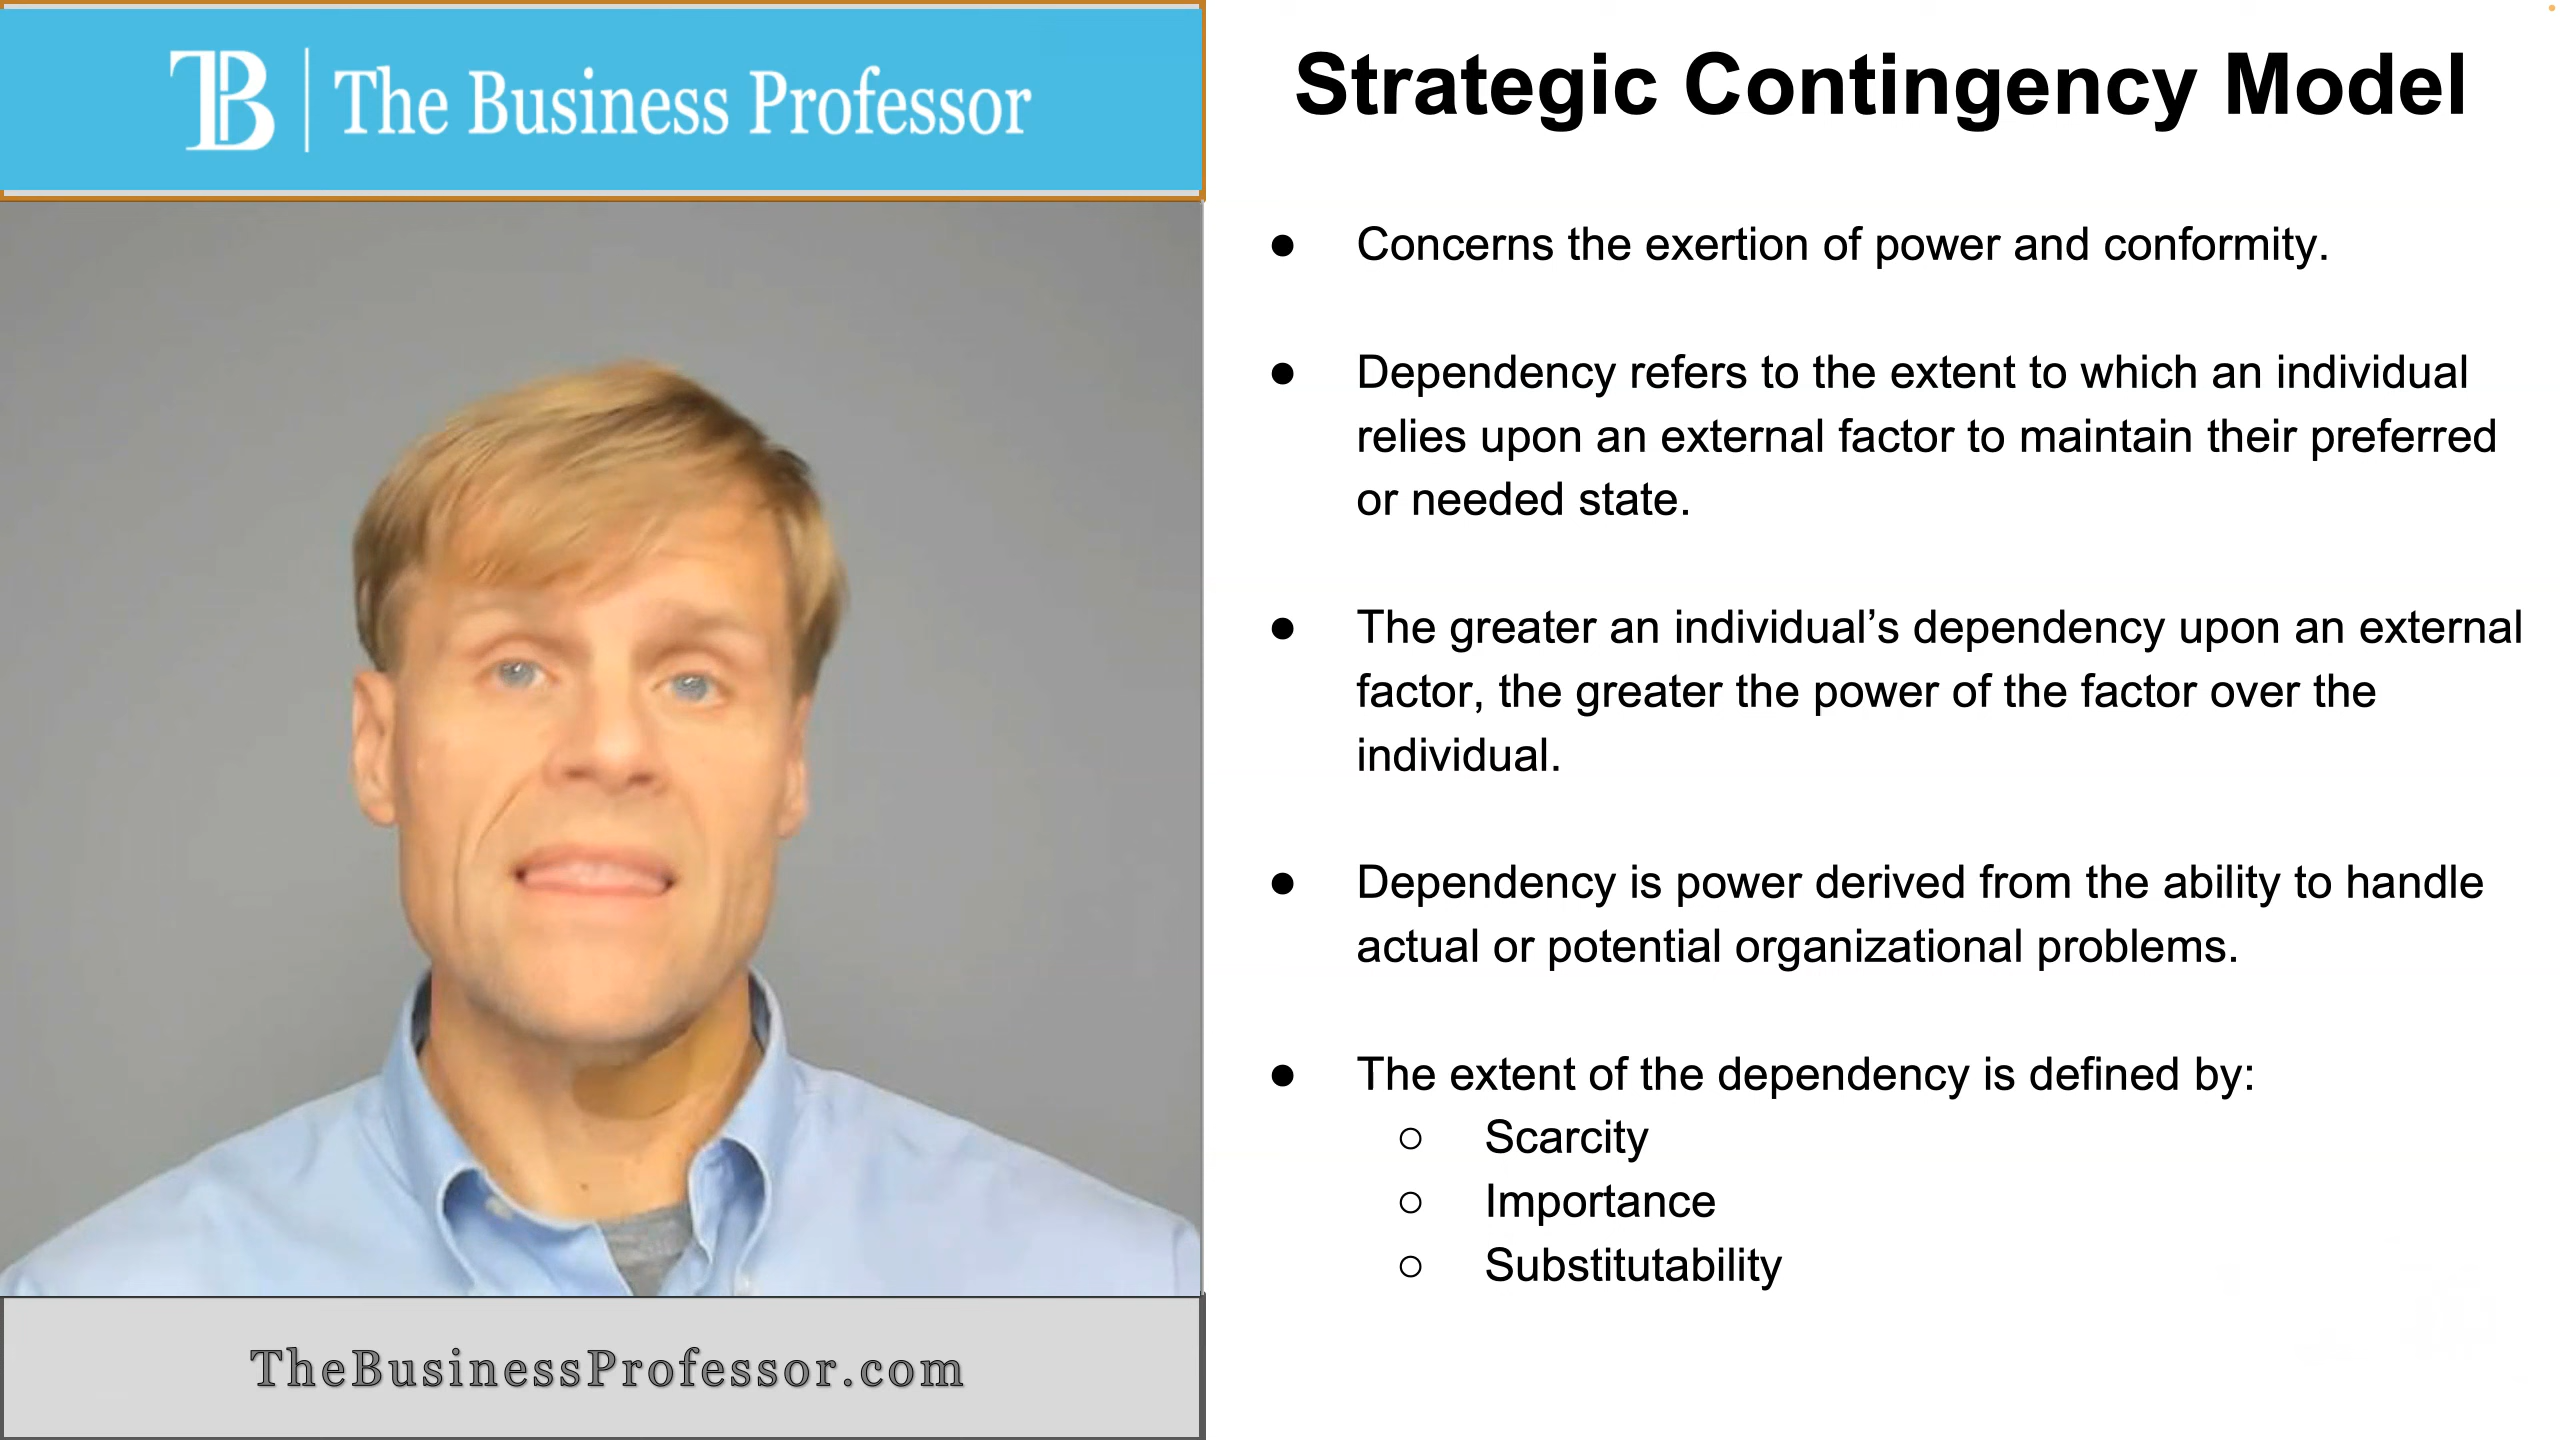 TB | The Business Professor
Strategic Contingency Model
● Concerns the exertion of power and conformity.
● Dependency refers to the extent to which an individual
relies upon an external factor to maintain their preferred
or needed state.
● The greater an individual’s dependency upon an external
factor, the greater the power of the factor over the
individual.
● Dependency is power derived from the ability to handle
actual or potential organizational problems.
● The extent of the dependency is defined by:
○ Scarcity
○ Importance
○ Substitutability
TheBusinessProfessor.com